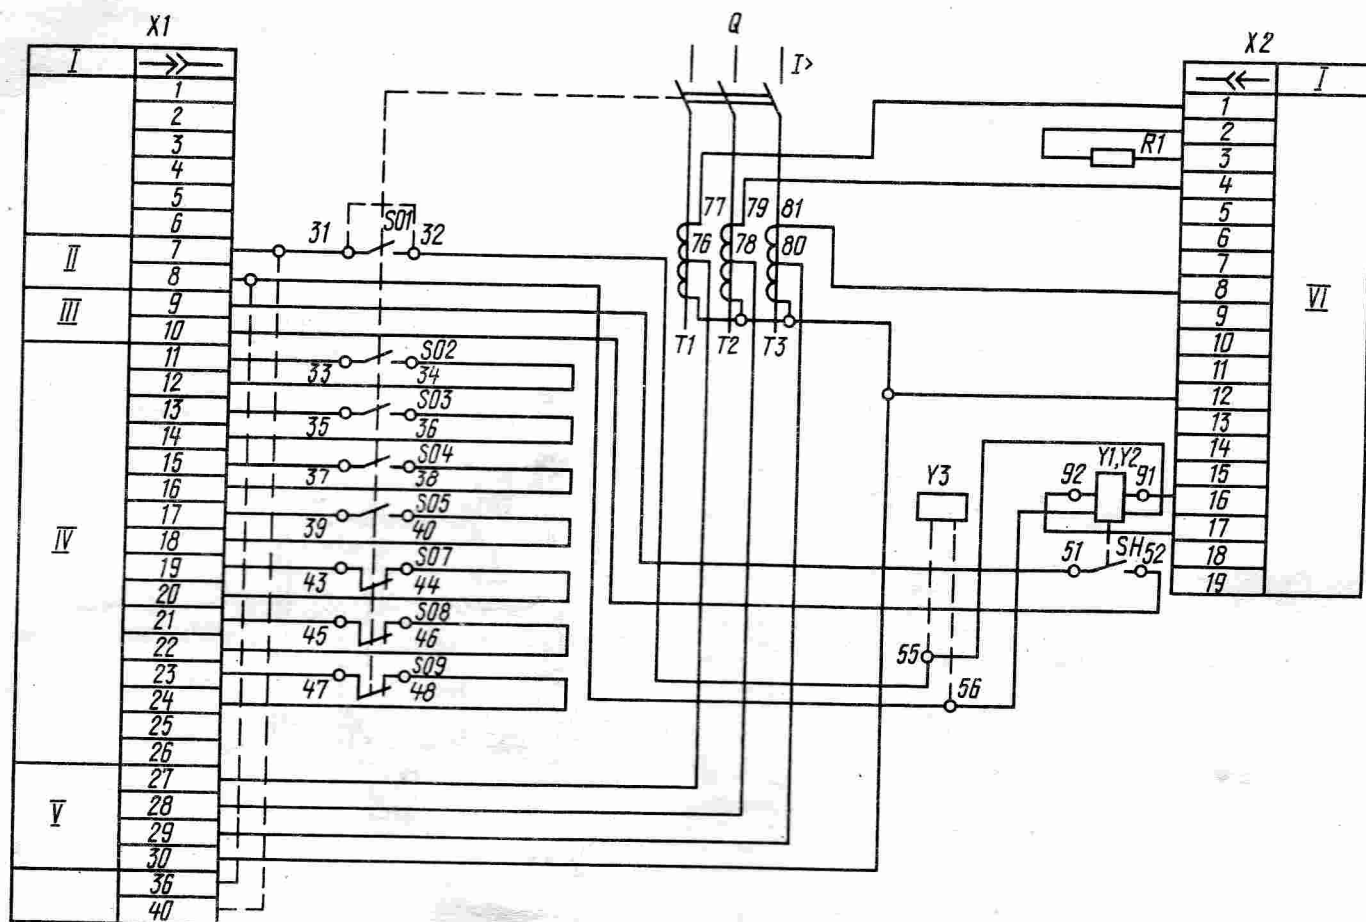 X1
I
1
2
3
4
5
6
II
7
8
III
9
10
IV
11
12
13
14
15
16
17
18
19
20
21
22
23
24
25
26
V
27
28
29
30
36
40
Q
I>
31 S01 32
33 S02 34
35 S03 36
37 S04 38
39 S05 40
43 S07 44
45 S08 46
47 S09 48
77 79 81
76 78 80
T1 T2 T3
R1
Y3
92 Y1,Y2 91
51 SH 52
55
56
X2
I
VI
1
2
3
4
5
6
7
8
9
10
11
12
13
14
15
16
17
18
19